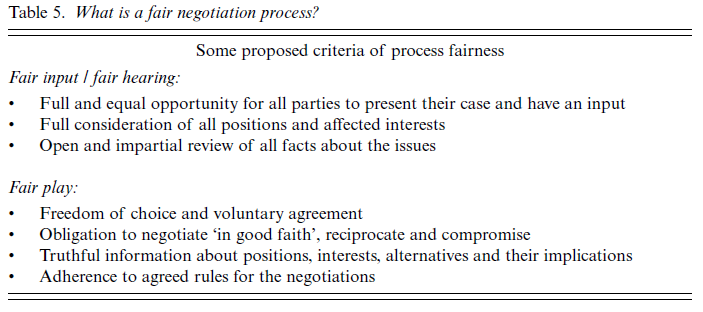 Table 5. What is a fair negotiation process?
Some proposed criteria of process fairness
Fair input / fair hearing:
• Full and equal opportunity for all parties to present their case and have an input
• Full consideration of all positions and affected interests
• Open and impartial review of all facts about the issues
Fair play:
• Freedom of choice and voluntary agreement
• Obligation to negotiate ‘in good faith’, reciprocate and compromise
• Truthful information about positions, interests, alternatives and their implications
• Adherence to agreed rules for the negotiations